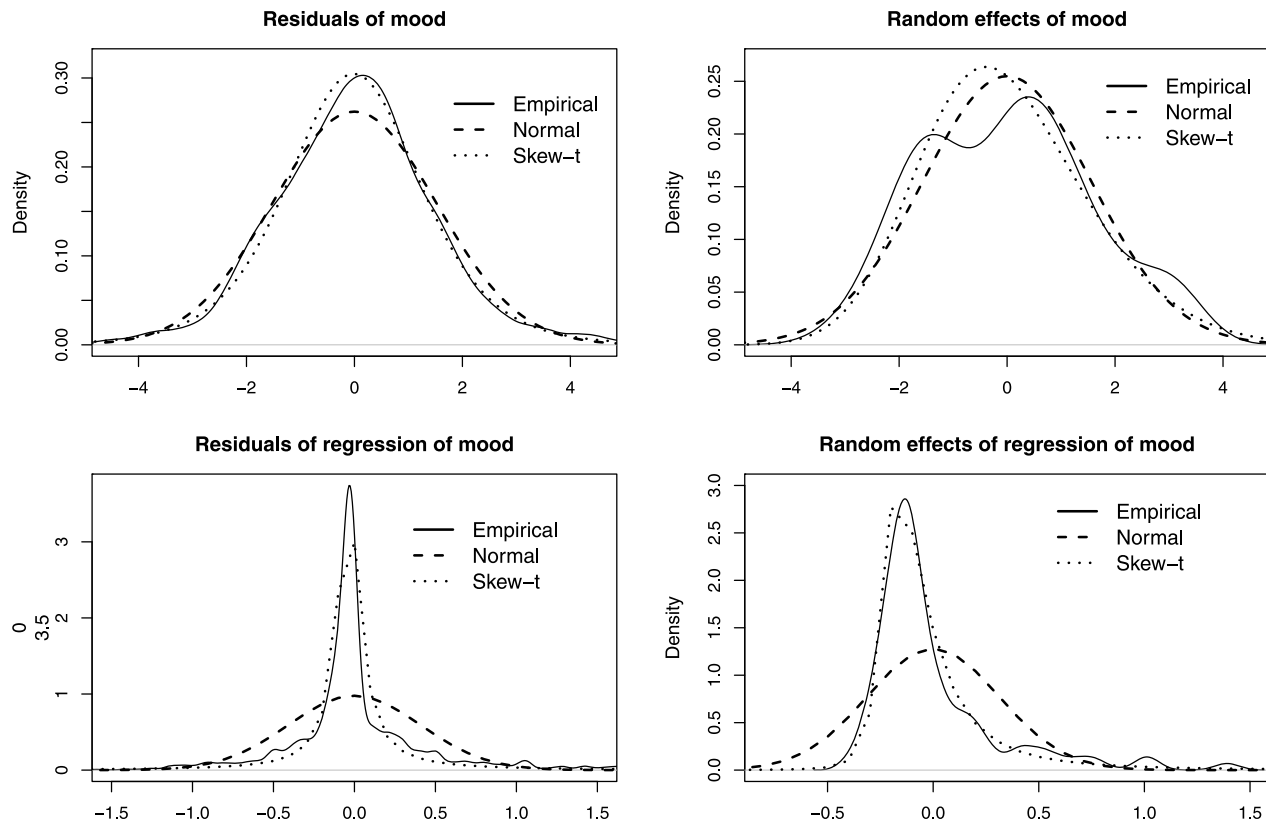 Residuals of mood
Density
0.00
0.10
0.20
0.30
Empirical
Normal
Skew−t
−4
−2
0
2
4
Random effects of mood
Density
0.00
0.05
0.10
0.15
0.20
0.25
Empirical
Normal
Skew−t
−4
−2
0
2
4
Residuals of regression of mood
0
3.5
0
1
2
3
Empirical
Normal
Skew−t
−1.5
−1.0
−0.5
0.0
0.5
1.0
1.5
Random effects of regression of mood
Density
0.0
0.5
1.0
1.5
2.0
2.5
3.0
Empirical
Normal
Skew−t
−0.5
0.0
0.5
1.0
1.5